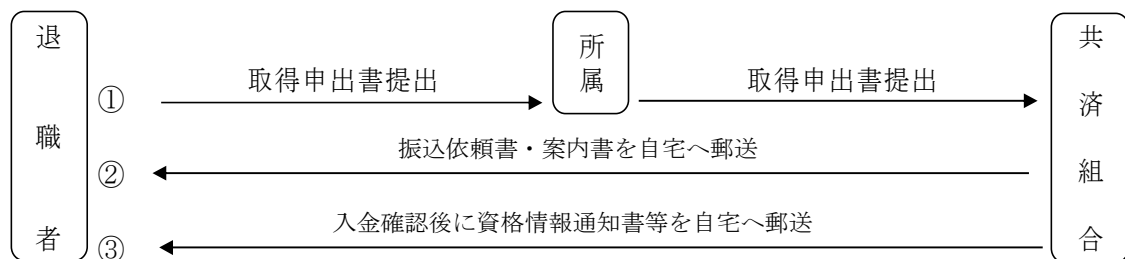 退職者
所属
共済組合
① 取得申出書提出 取得申出書提出
② 振込依頼書・案内書を自宅へ郵送
③ 入金確認後に資格情報通知書等を自宅へ郵送